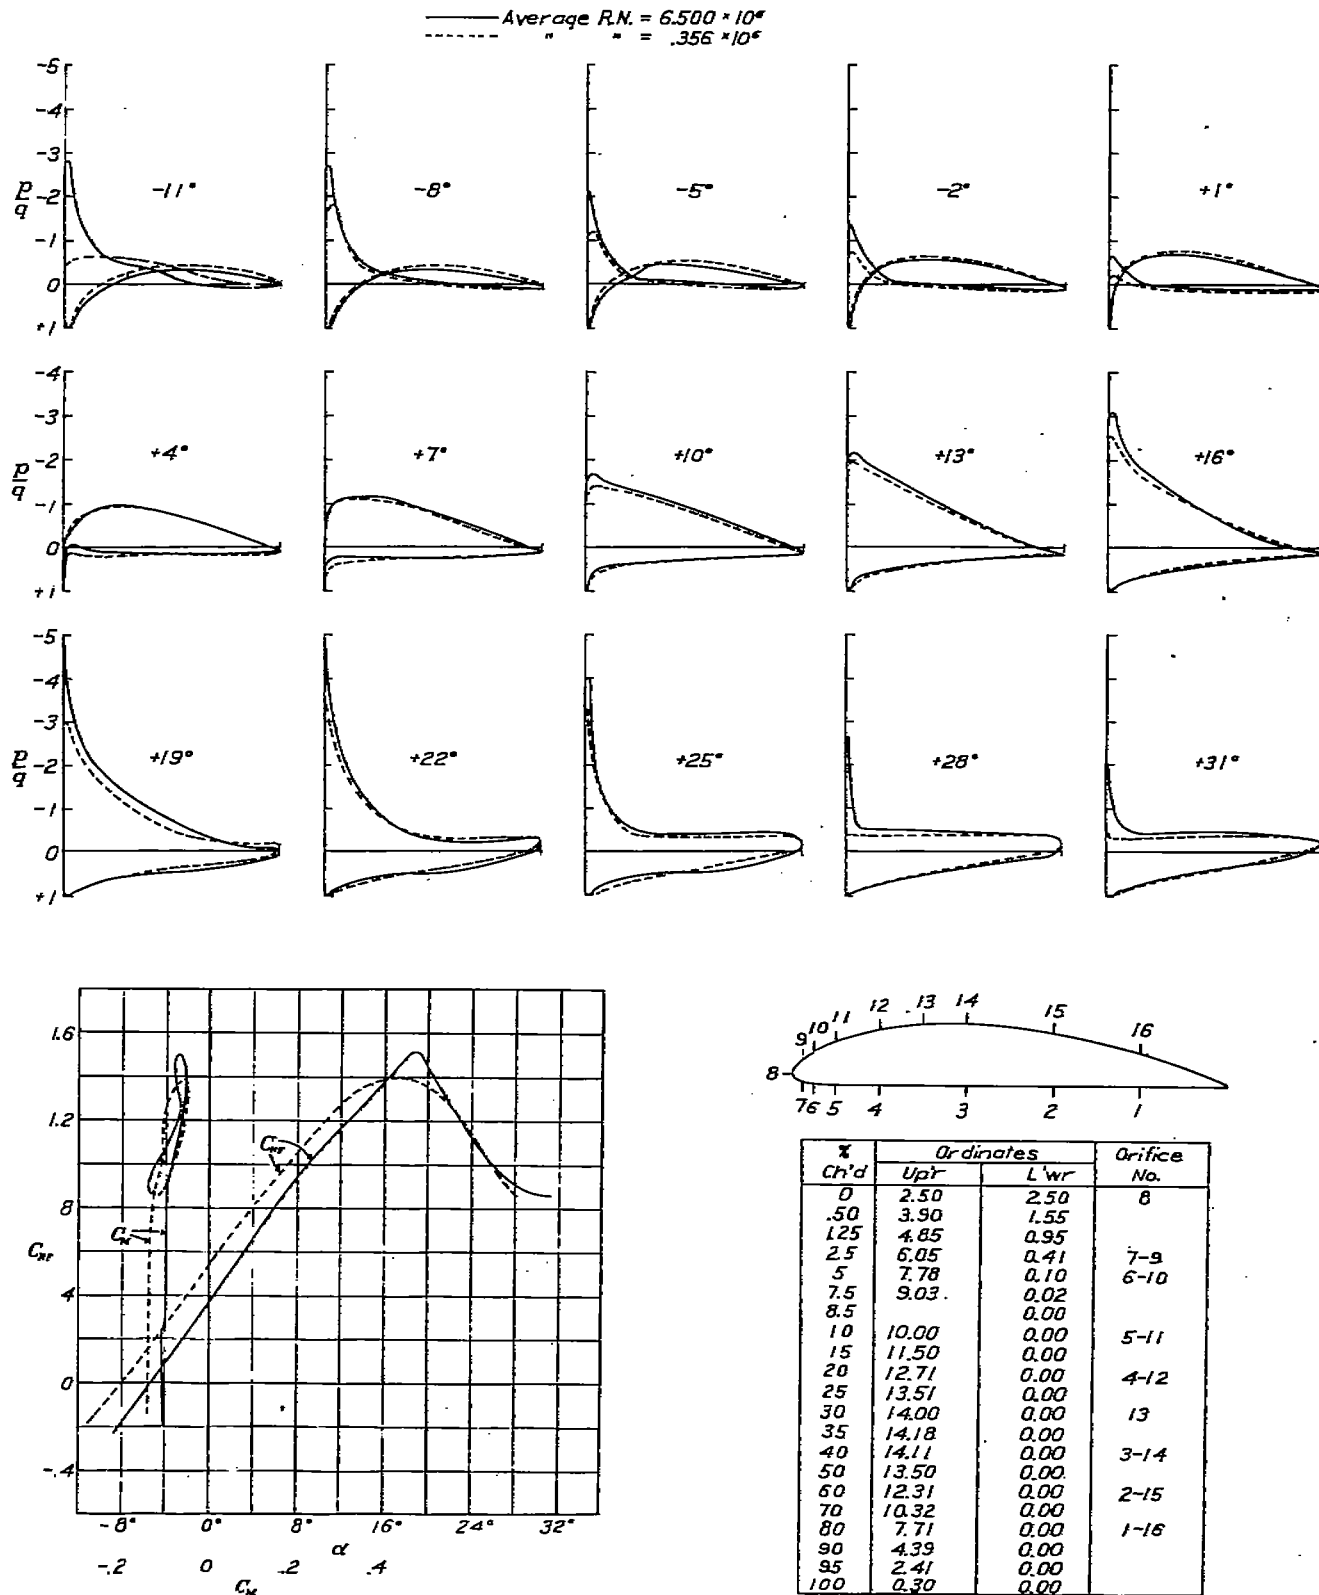 Average R.N. = 6.500 × 10⁶
" " = .356 × 10⁶
-5
-4
-3
-2
-1
0
+1
p/q
-11°
-8°
-5°
-2°
+1°
-4
-3
-2
-1
0
+1
p/q
+4°
+7°
+10°
+13°
+16°
-5
-4
-3
-2
-1
0
+1
p/q
+19°
+22°
+25°
+28°
+31°
1.6
1.2
.8
.4
0
-.4
-8° 0° 8° 16° 24° 32°
α
-.2 0 .2 .4
8 9 10 11 12 13 14 15 16
7 6 5 4 3 2 1
% Ch'd Ordinates Orifice No.
Up'r L'wr
0 2.50 2.50 8
.50 3.90 1.55
1.25 4.85 0.95
2.5 6.05 0.41 7-9
5 7.78 0.10 6-10
7.5 9.03 0.02
8.5 0.00
10 10.00 0.00 5-11
15 11.50 0.00
20 12.71 0.00 4-12
25 13.51 0.00
30 14.00 0.00 13
35 14.18 0.00
40 14.11 0.00 3-14
50 13.50 0.00
60 12.31 0.00 2-15
70 10.32 0.00
80 7.71 0.00 1-16
90 4.39 0.00
95 2.41 0.00
100 0.30 0.00